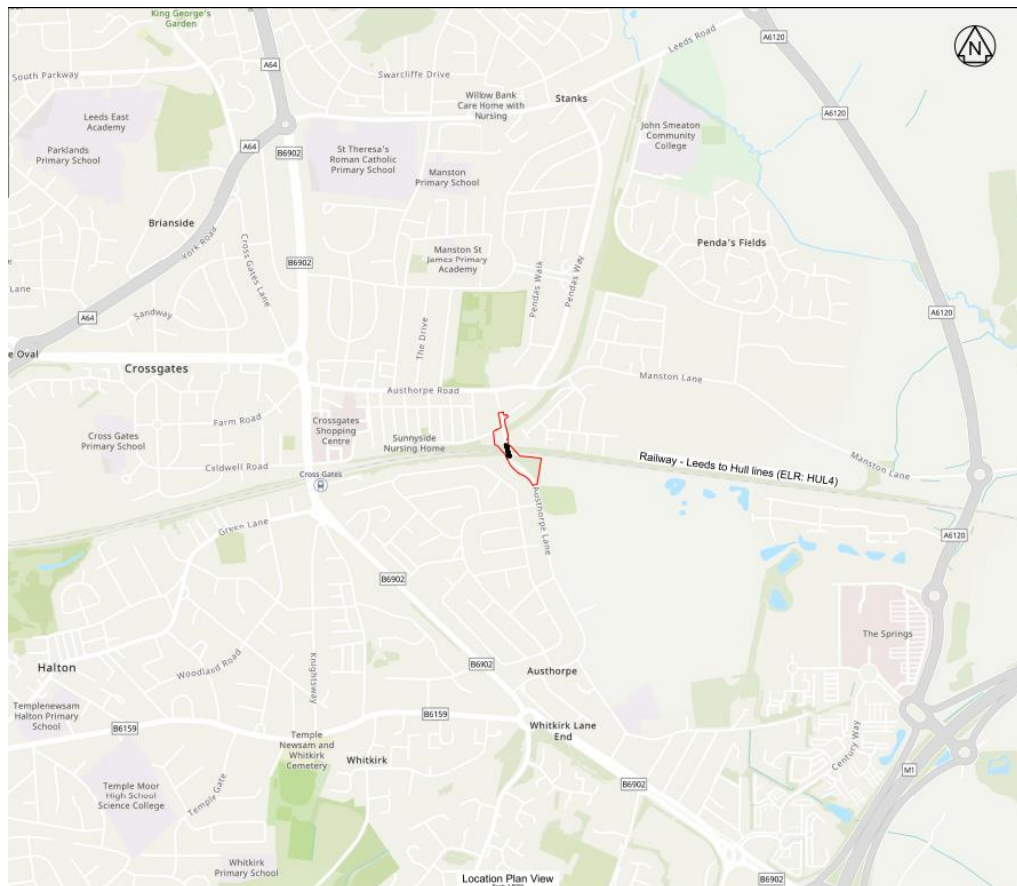 King George's
Garden
A6120
N
A64
Leeds Road
South Parkway
Swarcliffe Drive
Willow Bank
Care Home with
Nursing
Stanks
Leeds East
Academy
A6120
John Smeaton
Community
College
B6902
A64
Parklands
Primary School
St Theresa's
Roman Catholic
Primary School
Manston
Primary School
Brianside
York Road
Cross Gates Lane
B6902
Manston St
James Primary
Academy
Penda's Fields
Pendas Walk
Pendas Way
Lane
Sandway
A64
A6120
The Drive
e Oval
Crossgates
Manston Lane
Austhorpe Road
Farm Road
Crossgates
Shopping
Centre
Cross Gates
Primary School
Sunnyside
Nursing Home
Coldwell Road
Cross Gates
Railway - Leeds to Hull lines (ELR: HUL4)
Manston Lane
Austhorpe Lane
Green Lane
A6120
B6902
The Springs
Halton
Woodland Road
Knightsway
B6902
Austhorpe
Templenewsam
Halton Primary
School
B6159
B6159
Whitkirk Lane
End
Temple
Newsam and
Whitkirk
Cemetery
Whitkirk
Century Way
M1
Temple Moor
High School
Science College
Temple Gate
B6902
Whitkirk
Primary School
Location Plan View
B6902